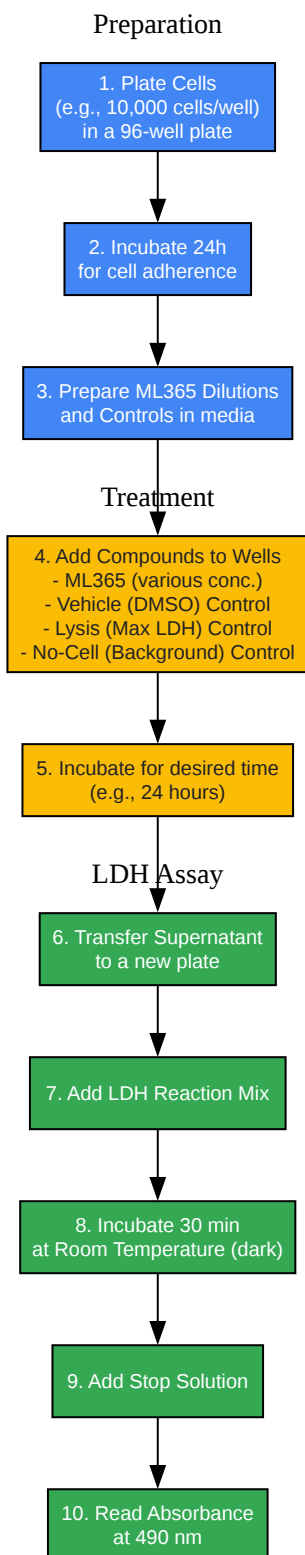 Preparation
1. Plate Cells
(e.g., 10,000 cells/well)
in a 96-well plate
2. Incubate 24h
for cell adherence
3. Prepare ML365 Dilutions
and Controls in media
Treatment
4. Add Compounds to Wells
- ML365 (various conc.)
- Vehicle (DMSO) Control
- Lysis (Max LDH) Control
- No-Cell (Background) Control
5. Incubate for desired time
(e.g., 24 hours)
LDH Assay
6. Transfer Supernatant
to a new plate
7. Add LDH Reaction Mix
8. Incubate 30 min
at Room Temperature (dark)
9. Add Stop Solution
10. Read Absorbance
at 490 nm